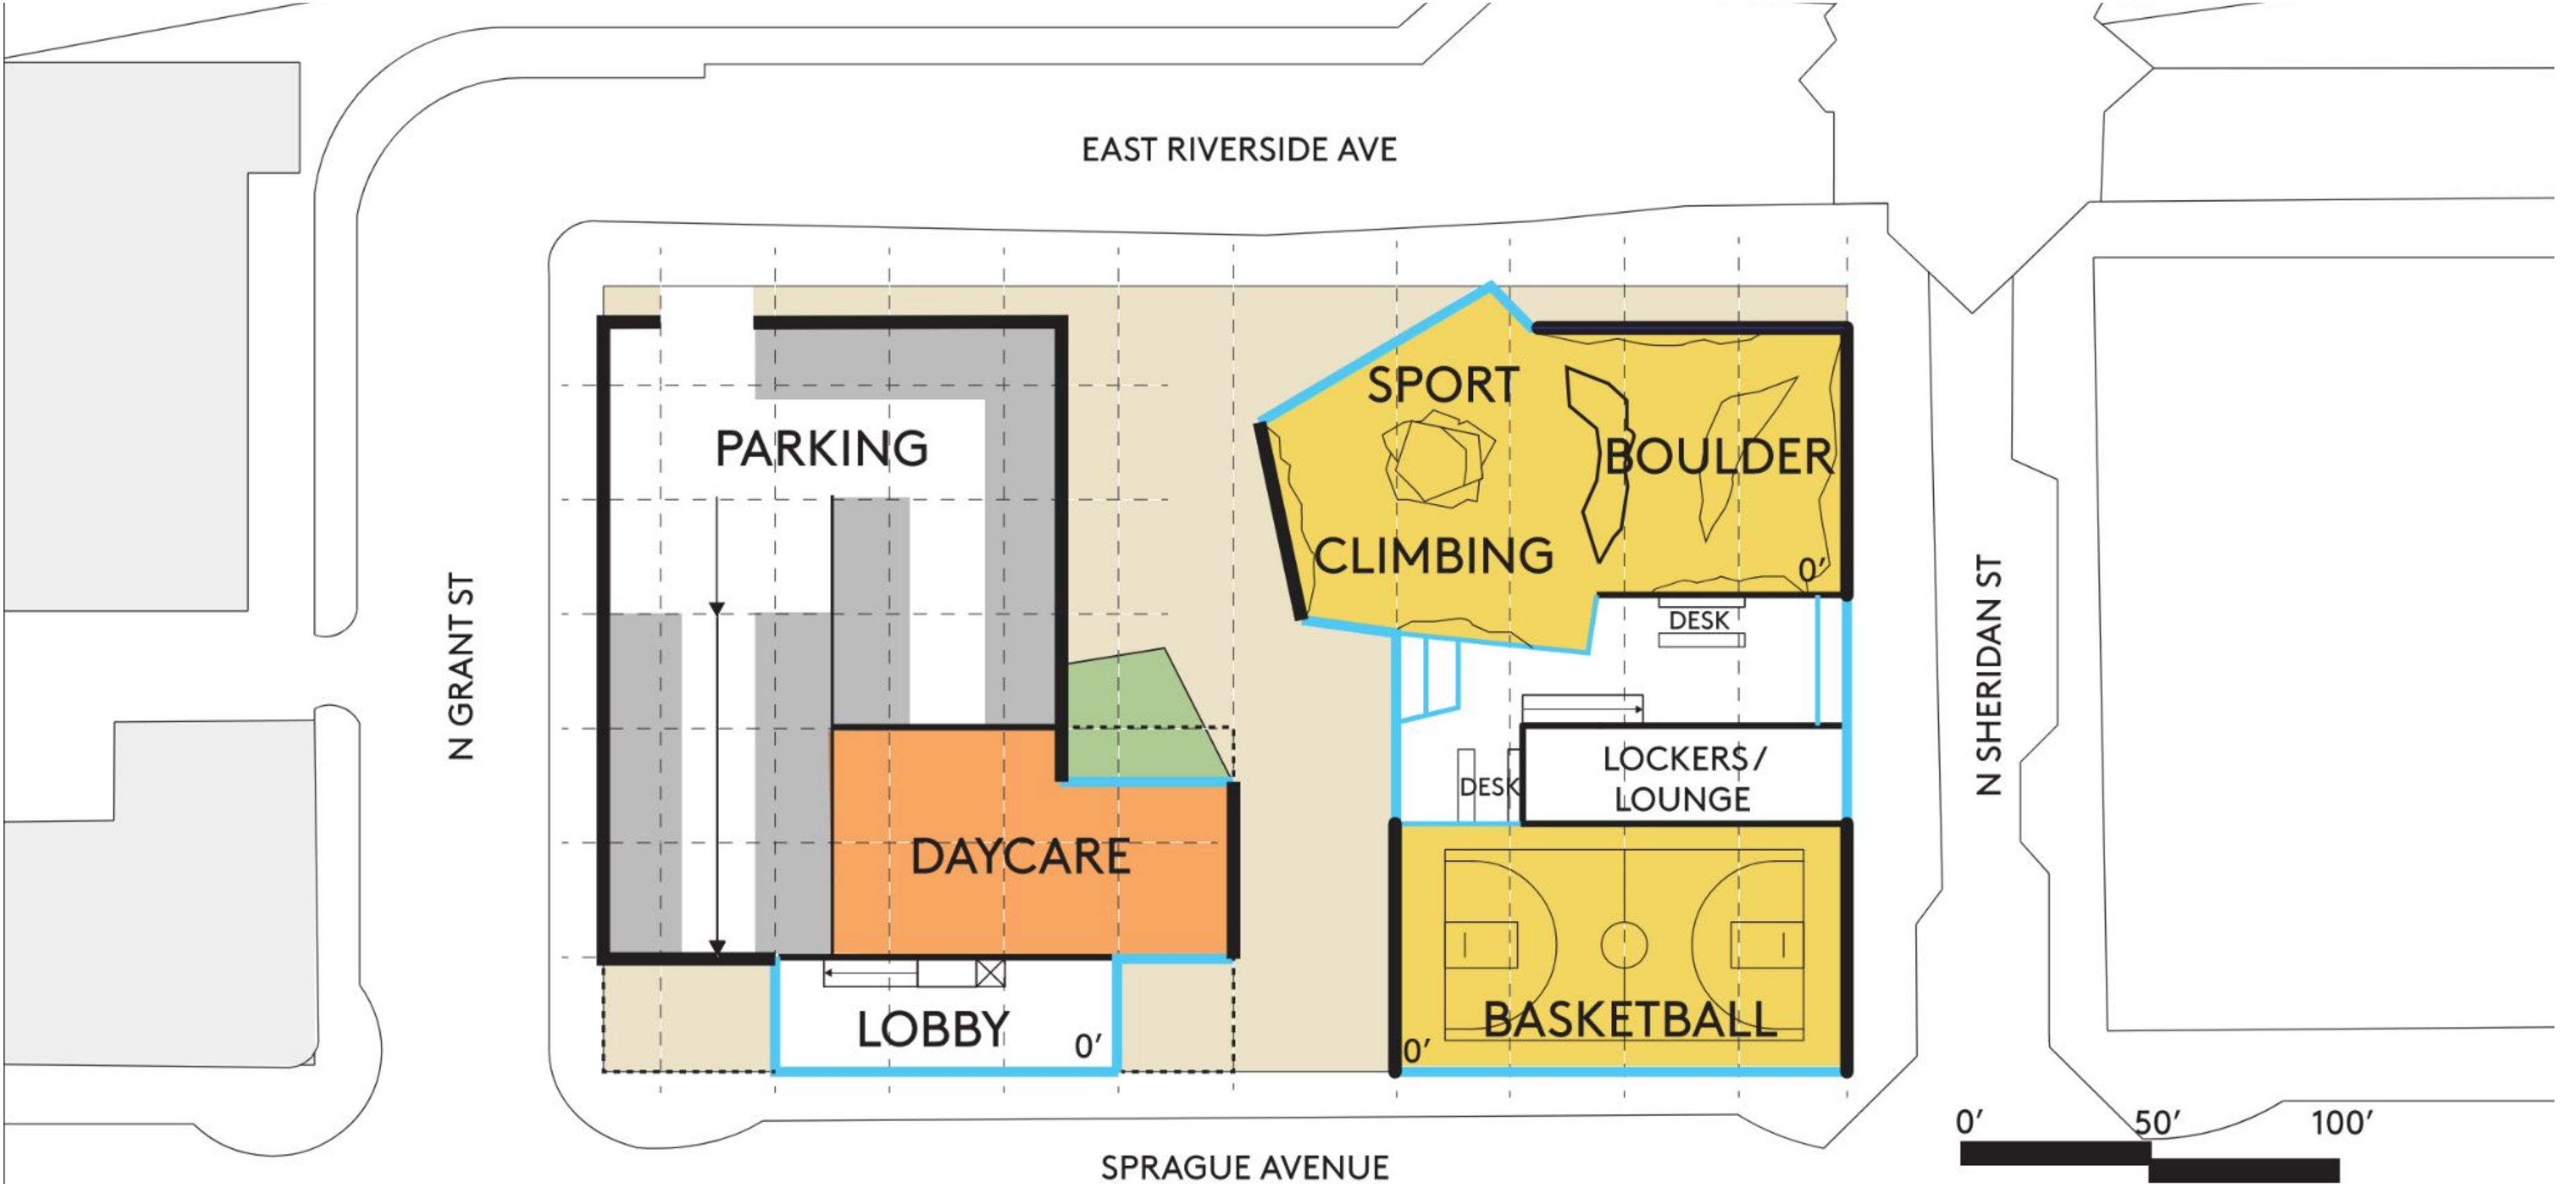 EAST RIVERSIDE AVE
SPORT
PARKING
BOULDER
CLIMBING
0′
DESK
N GRANT ST
N SHERIDAN ST
LOCKERS/
LOUNGE
DESK
DAYCARE
BASKETBALL
LOBBY
0′
0′
0′ 50′ 100′
SPRAGUE AVENUE